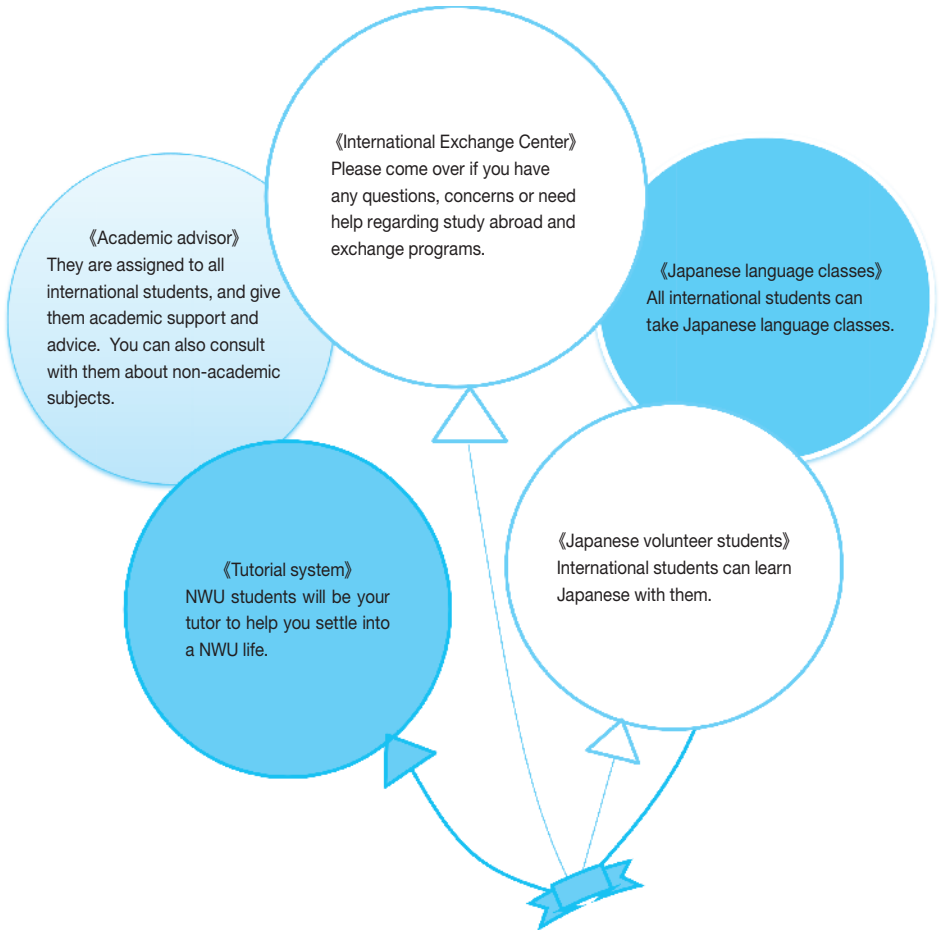 《International Exchange Center》
Please come over if you have
any questions, concerns or need
help regarding study abroad and
exchange programs.
《Academic advisor》
They are assigned to all
international students, and give
them academic support and
advice.  You can also consult
with them about non-academic
subjects.
《Japanese language classes》
All international students can
take Japanese language classes.
《Tutorial system》
NWU students will be your
tutor to help you settle into
a NWU life.
《Japanese volunteer students》
International students can learn
Japanese with them.